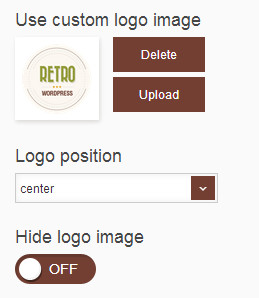 Use custom logo image
RETRO
WORDPRESS
Delete
Upload
Logo position
center
Hide logo image
OFF